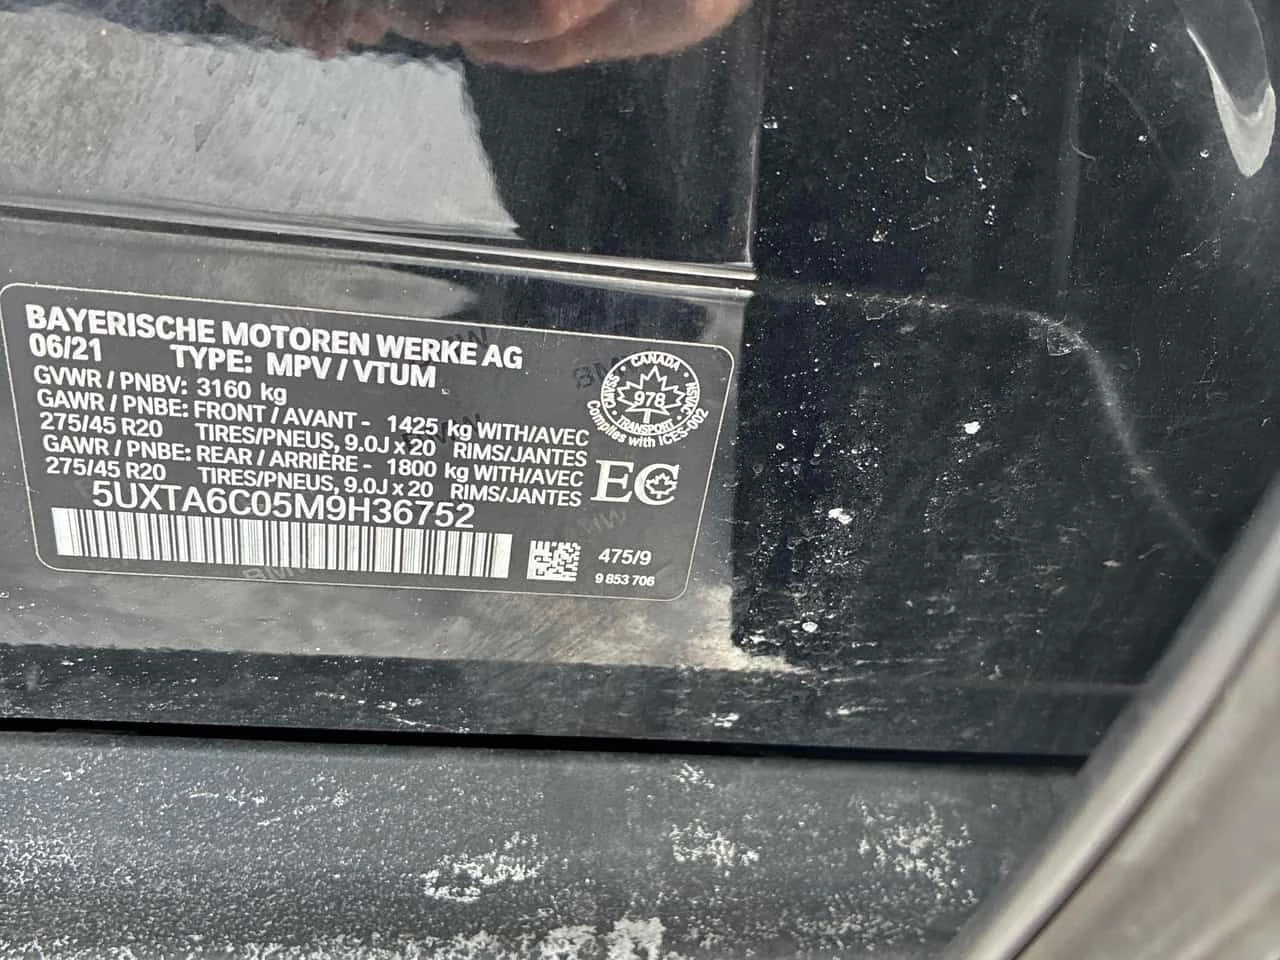 BAYERISCHE MOTOREN WERKE AG
06/21 TYPE: MPV / VTUM
GVWR / PNBV: 3160 kg
GAWR / PNBE: FRONT / AVANT - 1425 kg WITH/AVEC
275/45 R20 TIRES/PNEUS, 9.0J x 20 RIMS/JANTES
GAWR / PNBE: REAR / ARRIÈRE - 1800 kg WITH/AVEC
275/45 R20 TIRES/PNEUS, 9.0J x 20 RIMS/JANTES
5UXTA6C05M9H36752
CANADA
CMVSS 978 NSVAC
TRANSPORT
Complies with ICES-002
EC
475/9
9 853 706
BMW